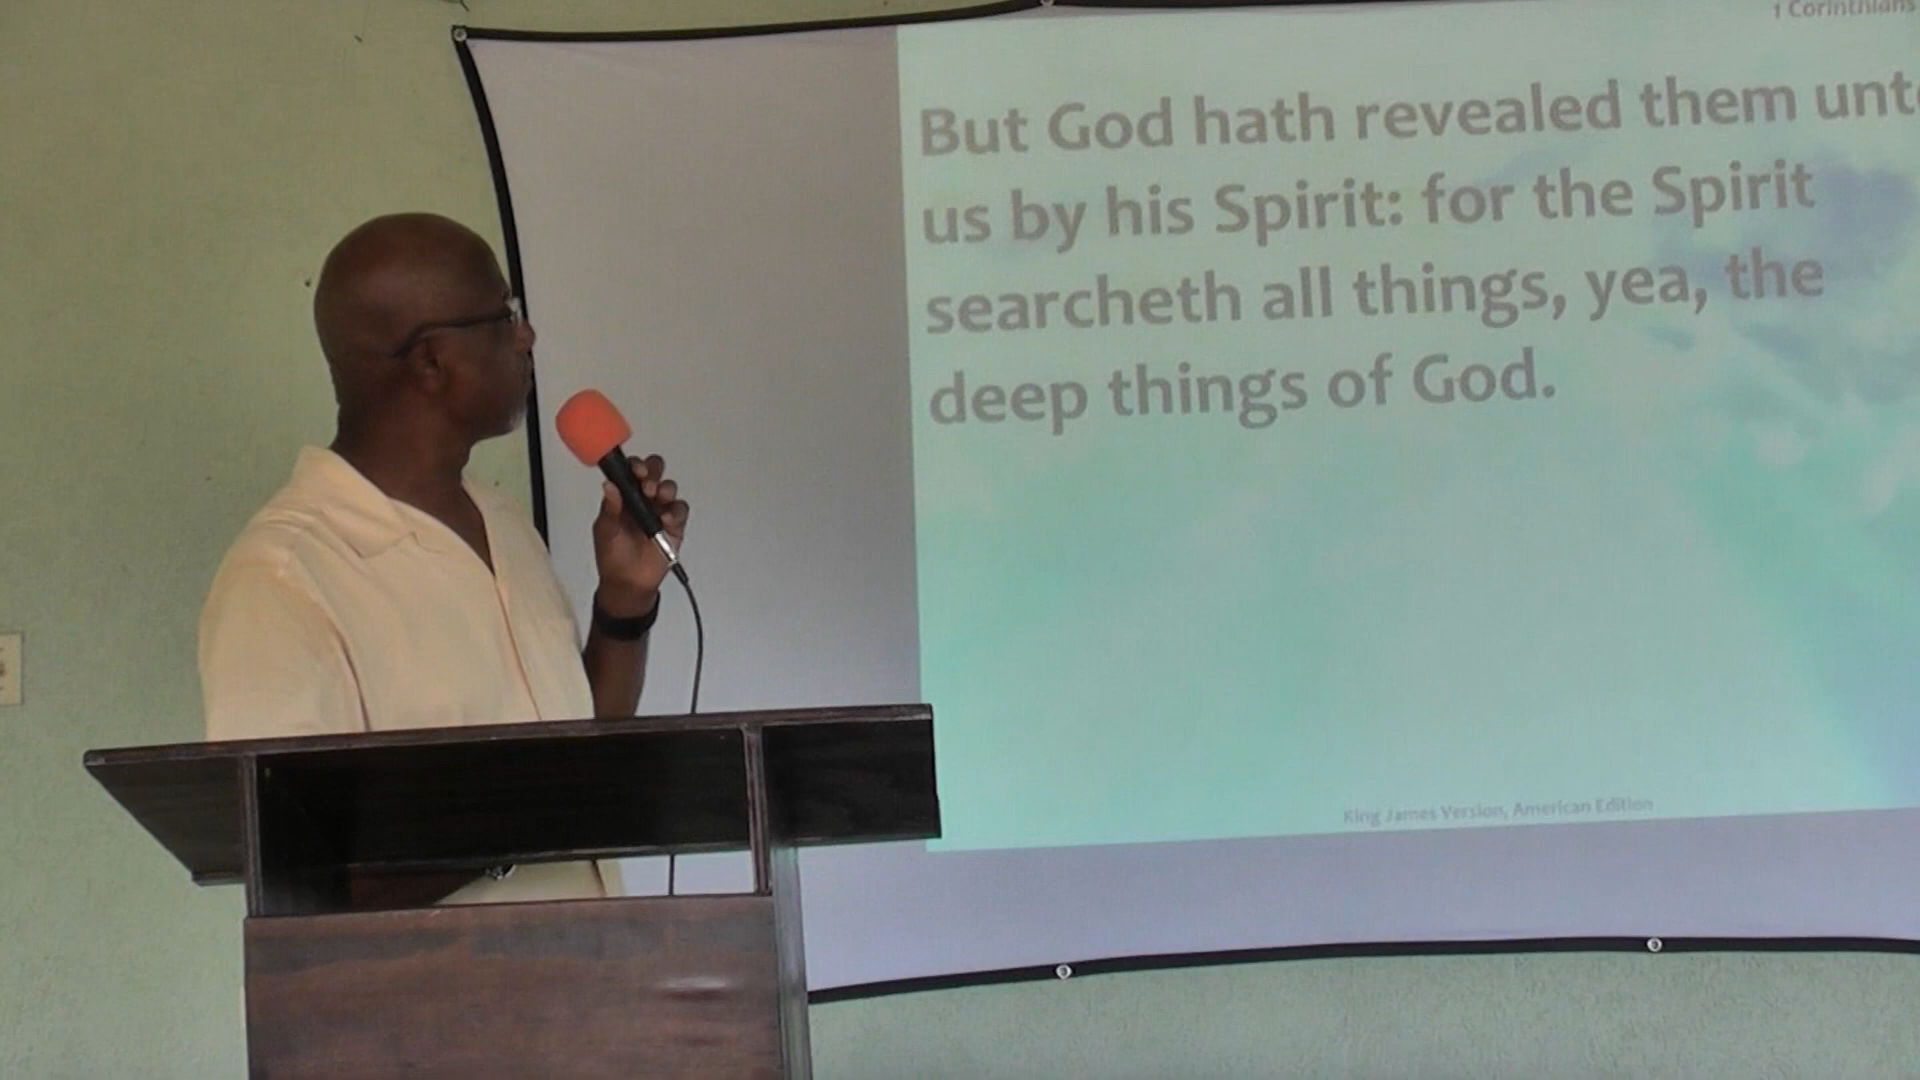 1 Corinthians
But God hath revealed them unto
us by his Spirit: for the Spirit
searcheth all things, yea, the
deep things of God.
King James Version, American Edition